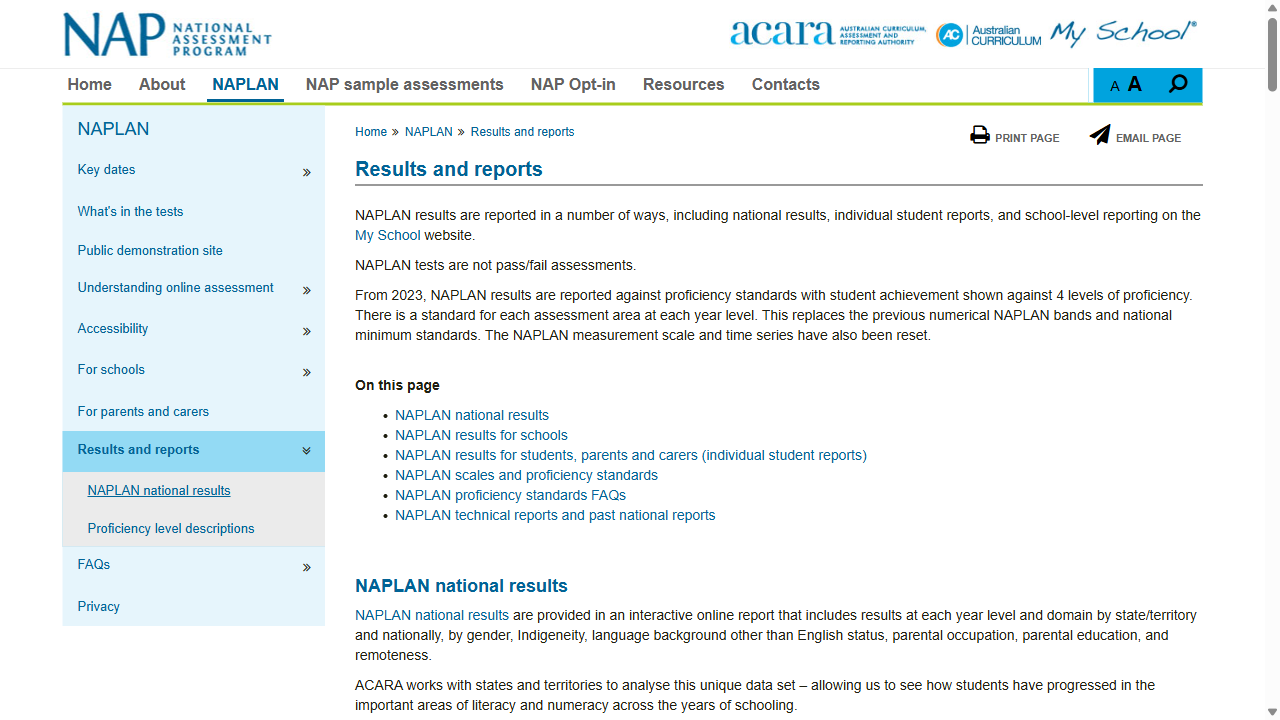 NAP NATIONAL ASSESSMENT PROGRAM
acara AUSTRALIAN CURRICULUM, ASSESSMENT AND REPORTING AUTHORITY
AC Australian CURRICULUM
My School®
Home About NAPLAN NAP sample assessments NAP Opt-in Resources Contacts
A A
NAPLAN
Key dates
What's in the tests
Public demonstration site
Understanding online assessment
Accessibility
For schools
For parents and carers
Results and reports
NAPLAN national results
Proficiency level descriptions
FAQs
Privacy
Home » NAPLAN » Results and reports
PRINT PAGE EMAIL PAGE
Results and reports
NAPLAN results are reported in a number of ways, including national results, individual student reports, and school-level reporting on the
My School website.
NAPLAN tests are not pass/fail assessments.
From 2023, NAPLAN results are reported against proficiency standards with student achievement shown against 4 levels of proficiency.
There is a standard for each assessment area at each year level. This replaces the previous numerical NAPLAN bands and national
minimum standards. The NAPLAN measurement scale and time series have also been reset.
On this page
• NAPLAN national results
• NAPLAN results for schools
• NAPLAN results for students, parents and carers (individual student reports)
• NAPLAN scales and proficiency standards
• NAPLAN proficiency standards FAQs
• NAPLAN technical reports and past national reports
NAPLAN national results
NAPLAN national results are provided in an interactive online report that includes results at each year level and domain by state/territory
and nationally, by gender, Indigeneity, language background other than English status, parental occupation, parental education, and
remoteness.
ACARA works with states and territories to analyse this unique data set – allowing us to see how students have progressed in the
important areas of literacy and numeracy across the years of schooling.